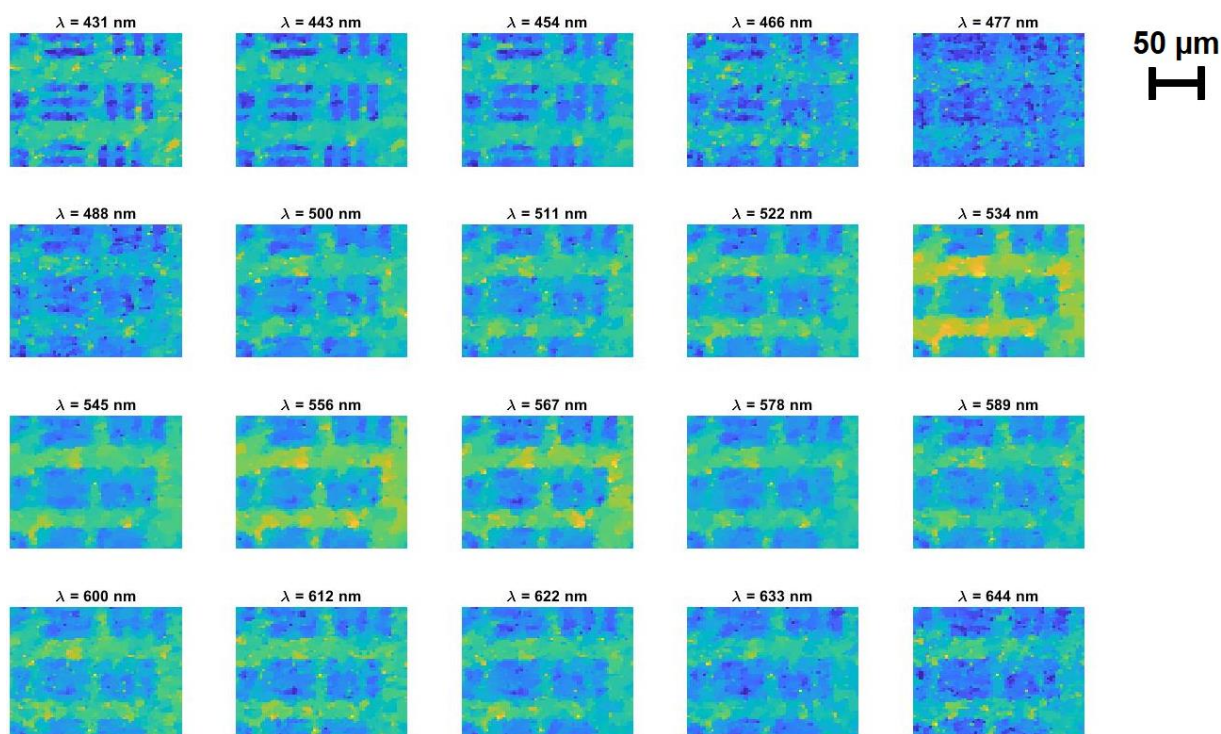 λ = 431 nm
λ = 443 nm
λ = 454 nm
λ = 466 nm
λ = 477 nm
50 μm
λ = 488 nm
λ = 500 nm
λ = 511 nm
λ = 522 nm
λ = 534 nm
λ = 545 nm
λ = 556 nm
λ = 567 nm
λ = 578 nm
λ = 589 nm
λ = 600 nm
λ = 612 nm
λ = 622 nm
λ = 633 nm
λ = 644 nm